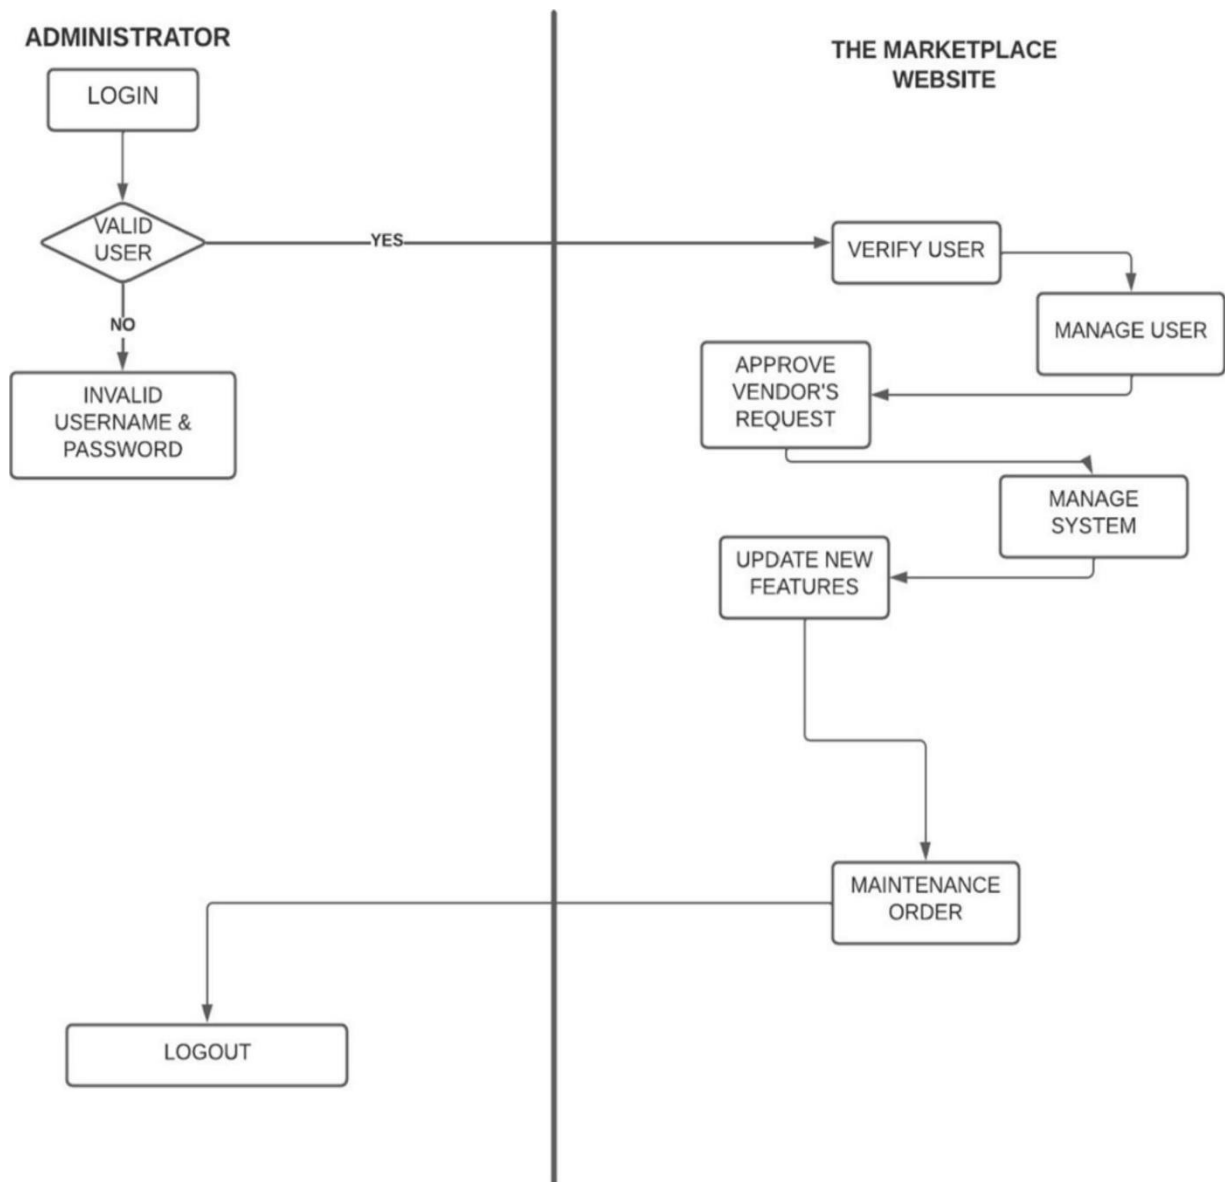 ADMINISTRATOR
THE MARKETPLACE
WEBSITE
LOGIN
VALID
USER
YES
VERIFY USER
NO
MANAGE USER
INVALID
USERNAME &
PASSWORD
APPROVE
VENDOR'S
REQUEST
MANAGE
SYSTEM
UPDATE NEW
FEATURES
MAINTENANCE
ORDER
LOGOUT